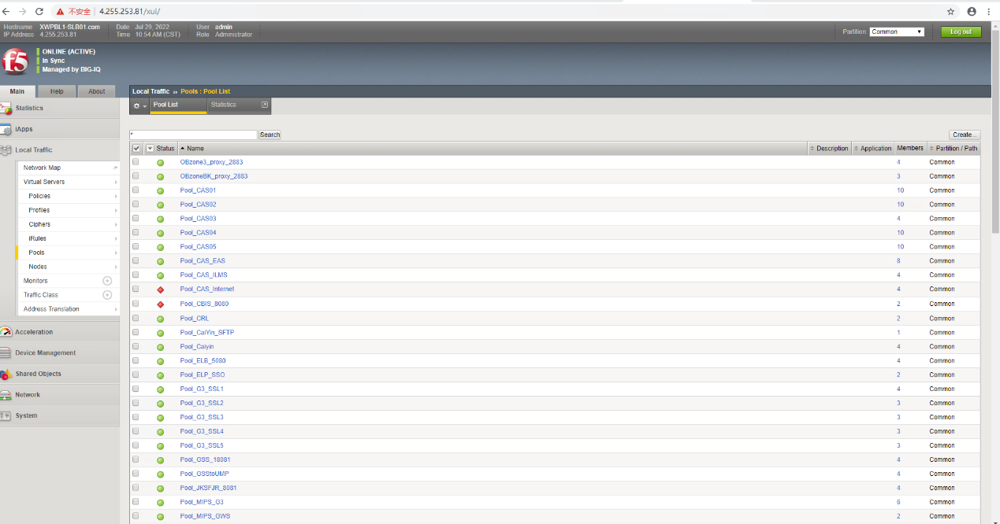 不安全 4.255.253.81/xui/
Hostname XWPBL1-SLB01.com Date Jul 29, 2022 User admin
IP Address 4.255.253.81 Time 10:54 AM (CST) Role Administrator
Partition Common Log out
f5
ONLINE (ACTIVE)
In Sync
Managed by BIG-IQ
Main Help About
Local Traffic ›› Pools : Pool List
Pool List Statistics
Statistics
iApps
Local Traffic
Network Map
Virtual Servers
Policies
Profiles
Ciphers
iRules
Pools
Nodes
Monitors
Traffic Class
Address Translation
Acceleration
Device Management
Shared Objects
Network
System
* Search Create...
Status Name Description Application Members Partition / Path
OBzone3_proxy_2883 4 Common
OBzoneBK_proxy_2883 3 Common
Pool_CAS01 10 Common
Pool_CAS02 10 Common
Pool_CAS03 4 Common
Pool_CAS04 10 Common
Pool_CAS05 10 Common
Pool_CAS_EAS 8 Common
Pool_CAS_ILMS 4 Common
Pool_CAS_Internet 4 Common
Pool_CBIS_8080 2 Common
Pool_CRL 2 Common
Pool_CaiYin_SFTP 1 Common
Pool_Caiyin 4 Common
Pool_ELB_5080 4 Common
Pool_ELP_SSO 2 Common
Pool_G3_SSL1 4 Common
Pool_G3_SSL2 3 Common
Pool_G3_SSL3 3 Common
Pool_G3_SSL4 3 Common
Pool_G3_SSL5 3 Common
Pool_GSS_18081 4 Common
Pool_GSStoUMP 4 Common
Pool_JKSFJR_8081 4 Common
Pool_MIPS_G3 6 Common
Pool_MIPS_GWS 2 Common